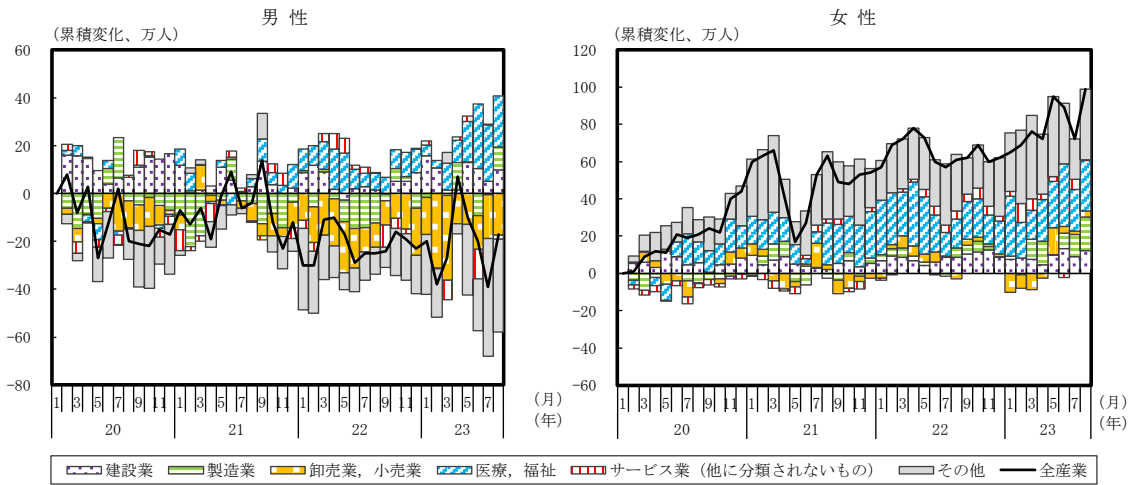 男 性
（累積変化、万人）
60
40
20
0
−20
−40
−60
−80
1 3 5 7 9 11 1 3 5 7 9 11 1 3 5 7 9 11 1 3 5 7
（月）
20 21 22 23
（年）
女 性
（累積変化、万人）
120
100
80
60
40
20
0
−20
−40
−60
1 3 5 7 9 11 1 3 5 7 9 11 1 3 5 7 9 11 1 3 5 7
（月）
20 21 22 23
（年）
建設業 製造業 卸売業，小売業 医療，福祉 サービス業（他に分類されないもの） その他 全産業